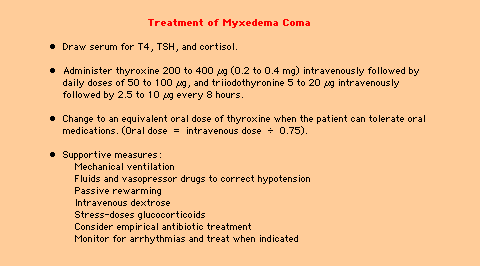 Treatment of Myxedema Coma
● Draw serum for T4, TSH, and cortisol.
● Administer thyroxine 200 to 400 µg (0.2 to 0.4 mg) intravenously followed by
daily doses of 50 to 100 µg, and triiodothyronine 5 to 20 µg intravenously
followed by 2.5 to 10 µg every 8 hours.
● Change to an equivalent oral dose of thyroxine when the patient can tolerate oral
medications. (Oral dose = intravenous dose ÷ 0.75).
● Supportive measures:
Mechanical ventilation
Fluids and vasopressor drugs to correct hypotension
Passive rewarming
Intravenous dextrose
Stress-doses glucocorticoids
Consider empirical antibiotic treatment
Monitor for arrhythmias and treat when indicated